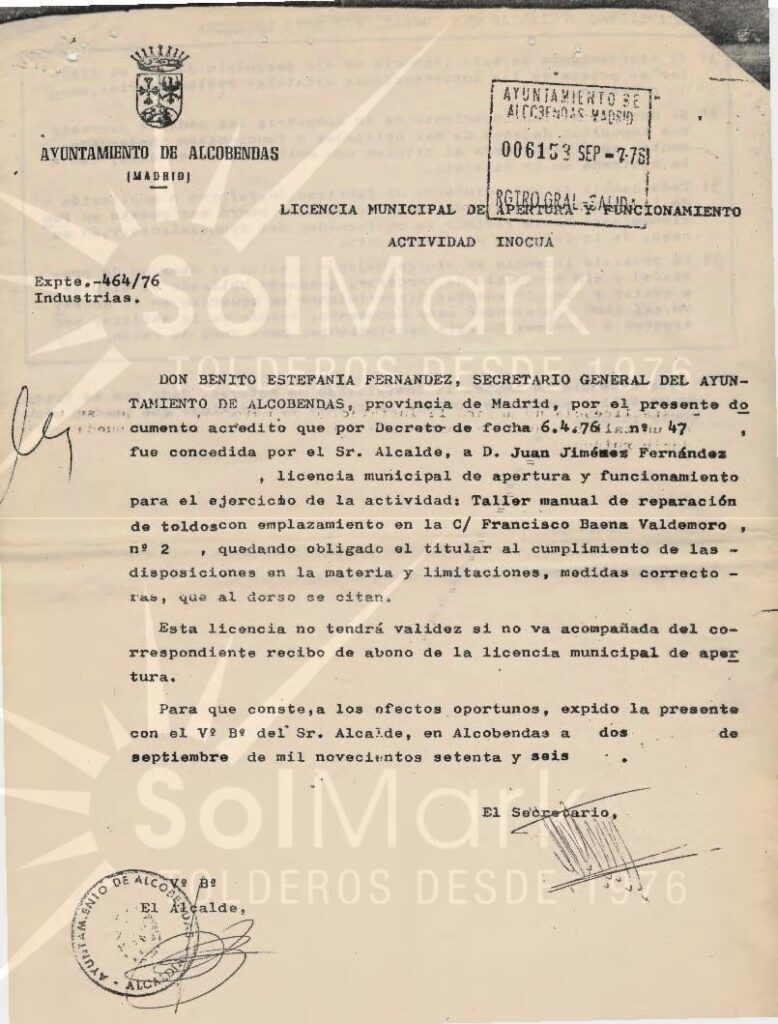 AYUNTAMIENTO DE ALCOBENDAS
(MADRID)
AYUNTAMIENTO DE
ALCOBENDAS-MADRID
006153 SEP -7.76
RGTRO.GRAL.-SALIDA
LICENCIA MUNICIPAL DE APERTURA Y FUNCIONAMIENTO
ACTIVIDAD INOCUA
Expte.-464/76
Industrias.
SolMark
TOLDEROS DESDE 1976
DON BENITO ESTEFANIA FERNANDEZ, SECRETARIO GENERAL DEL AYUN-
TAMIENTO DE ALCOBENDAS, provincia de Madrid, por el presente do
cumento acredito que por Decreto de fecha 6.4.76 nº 47 ,
fue concedida por el Sr. Alcalde, a D. Juan Jiménez Fernández
, licencia municipal de apertura y funcionamiento
para el ejercicio de la actividad: Taller manual de reparación
de toldos con emplazamiento en la C/ Francisco Baena Valdemoro ,
nº 2 , quedando obligado el titular al cumplimiento de las -
disposiciones en la materia y limitaciones, medidas correcto -
ras, que al dorso se citan.
Esta licencia no tendrá validez si no va acompañada del co-
rrespondiente recibo de abono de la licencia municipal de aper
tura.
Para que conste,a los efectos oportunos, expido la presente
con el Vº Bº del Sr. Alcalde, en Alcobendas a dos de
septiembre de mil novecientos setenta y seis .
El Secretario,
SolMark
TOLDEROS DESDE 1976
Vº Bº
El Alcalde,
AYUNTAMIENTO DE ALCOBENDAS
ALCALDIA